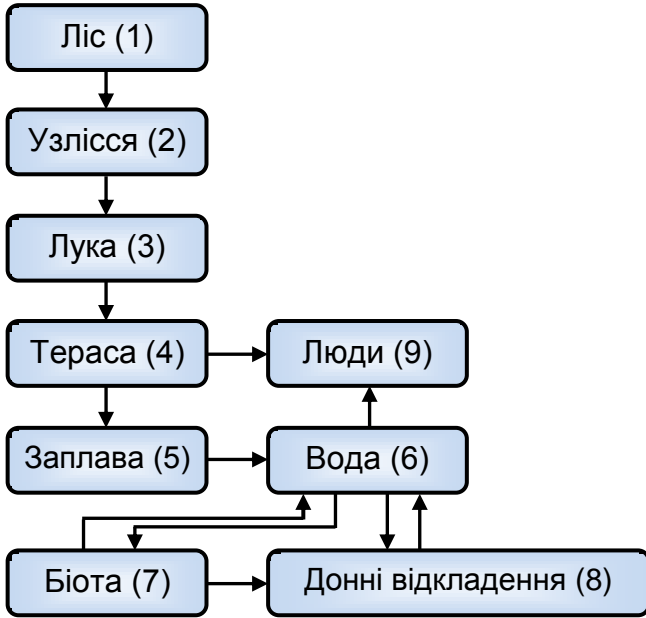 Ліс (1)
Узлісся (2)
Лука (3)
Тераса (4)
Люди (9)
Заплава (5)
Вода (6)
Біота (7)
Донні відкладення (8)